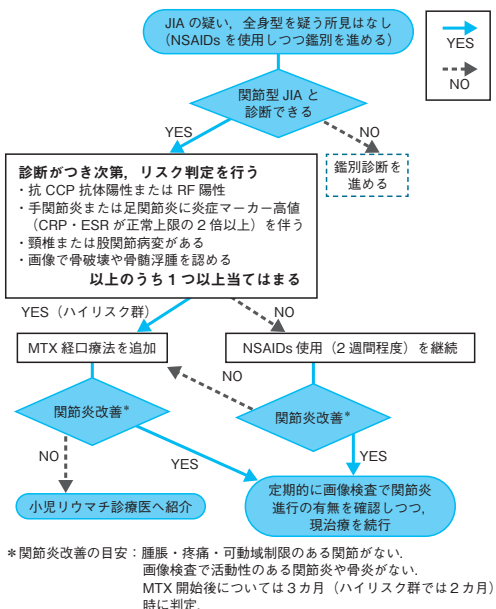 JIA の疑い，全身型を疑う所見はなし
（NSAIDs を使用しつつ鑑別を進める）
YES
NO
関節型 JIA と
診断できる
YES
NO
診断がつき次第，リスク判定を行う
・抗 CCP 抗体陽性または RF 陽性
・手関節炎または足関節炎に炎症マーカー高値
（CRP・ESR が正常上限の 2 倍以上）を伴う
・頸椎または股関節病変がある
・画像で骨破壊や骨髄浮腫を認める
以上のうち 1 つ以上当てはまる
鑑別診断を
進める
YES（ハイリスク群）
NO
MTX 経口療法を追加
NSAIDs 使用（2 週間程度）を継続
NO
関節炎改善*
関節炎改善*
NO
YES
YES
小児リウマチ診療医へ紹介
定期的に画像検査で関節炎
進行の有無を確認しつつ，
現治療を続行
*関節炎改善の目安：腫脹・疼痛・可動域制限のある関節がない．
画像検査で活動性のある関節炎や骨炎がない．
MTX 開始後については 3 カ月（ハイリスク群では 2 カ月）
時に判定．